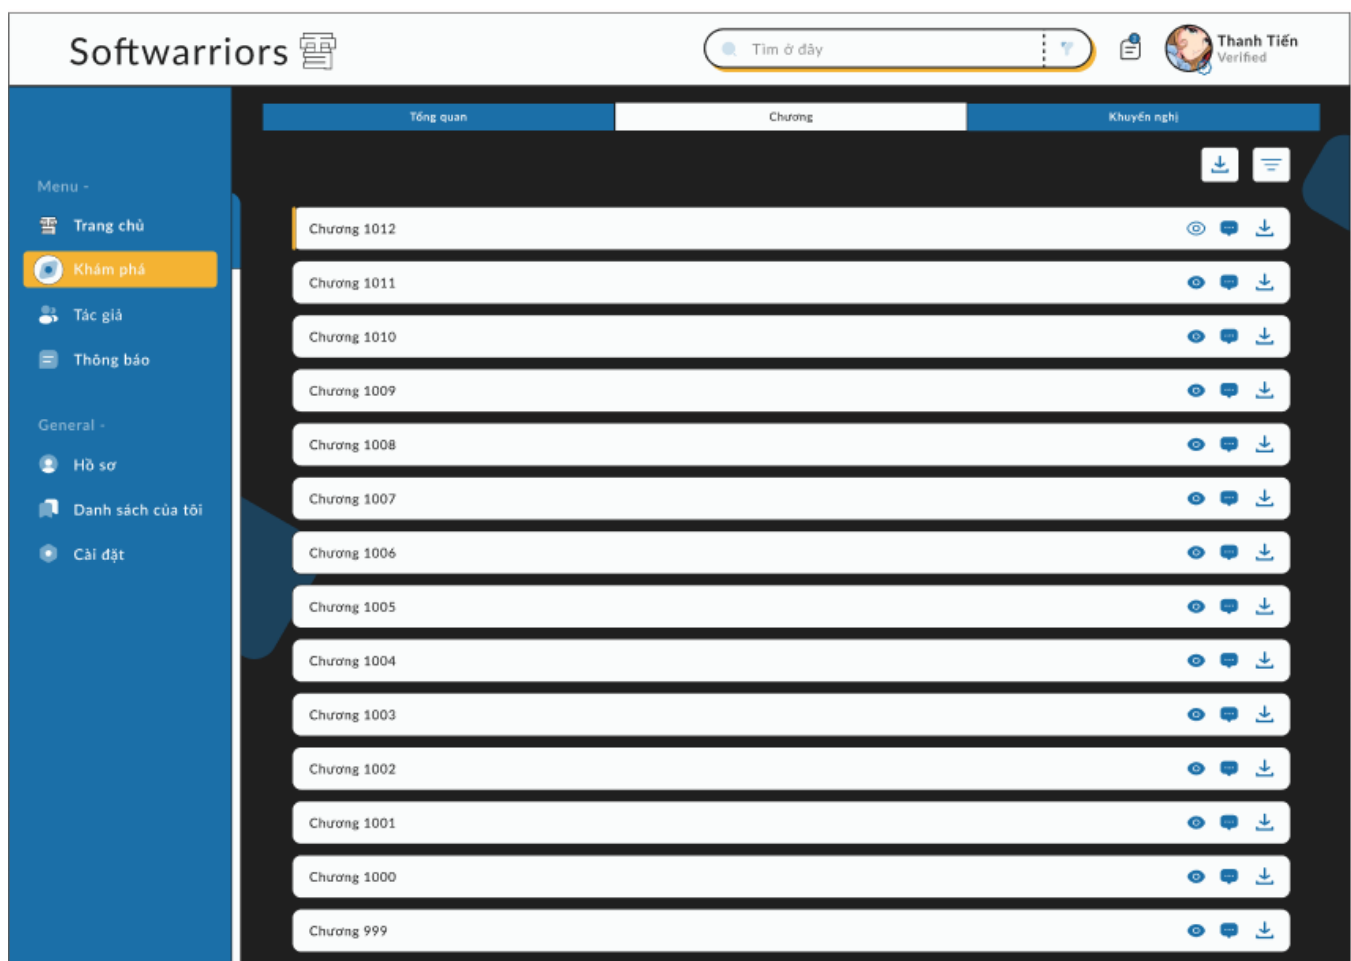 Softwarriors
Tìm ở đây
Thanh Tiến
Verified
Tổng quan
Chương
Khuyến nghị
Menu -
Trang chủ
Khám phá
Tác giả
Thông báo
General -
Hồ sơ
Danh sách của tôi
Cài đặt
Chương 1012
Chương 1011
Chương 1010
Chương 1009
Chương 1008
Chương 1007
Chương 1006
Chương 1005
Chương 1004
Chương 1003
Chương 1002
Chương 1001
Chương 1000
Chương 999